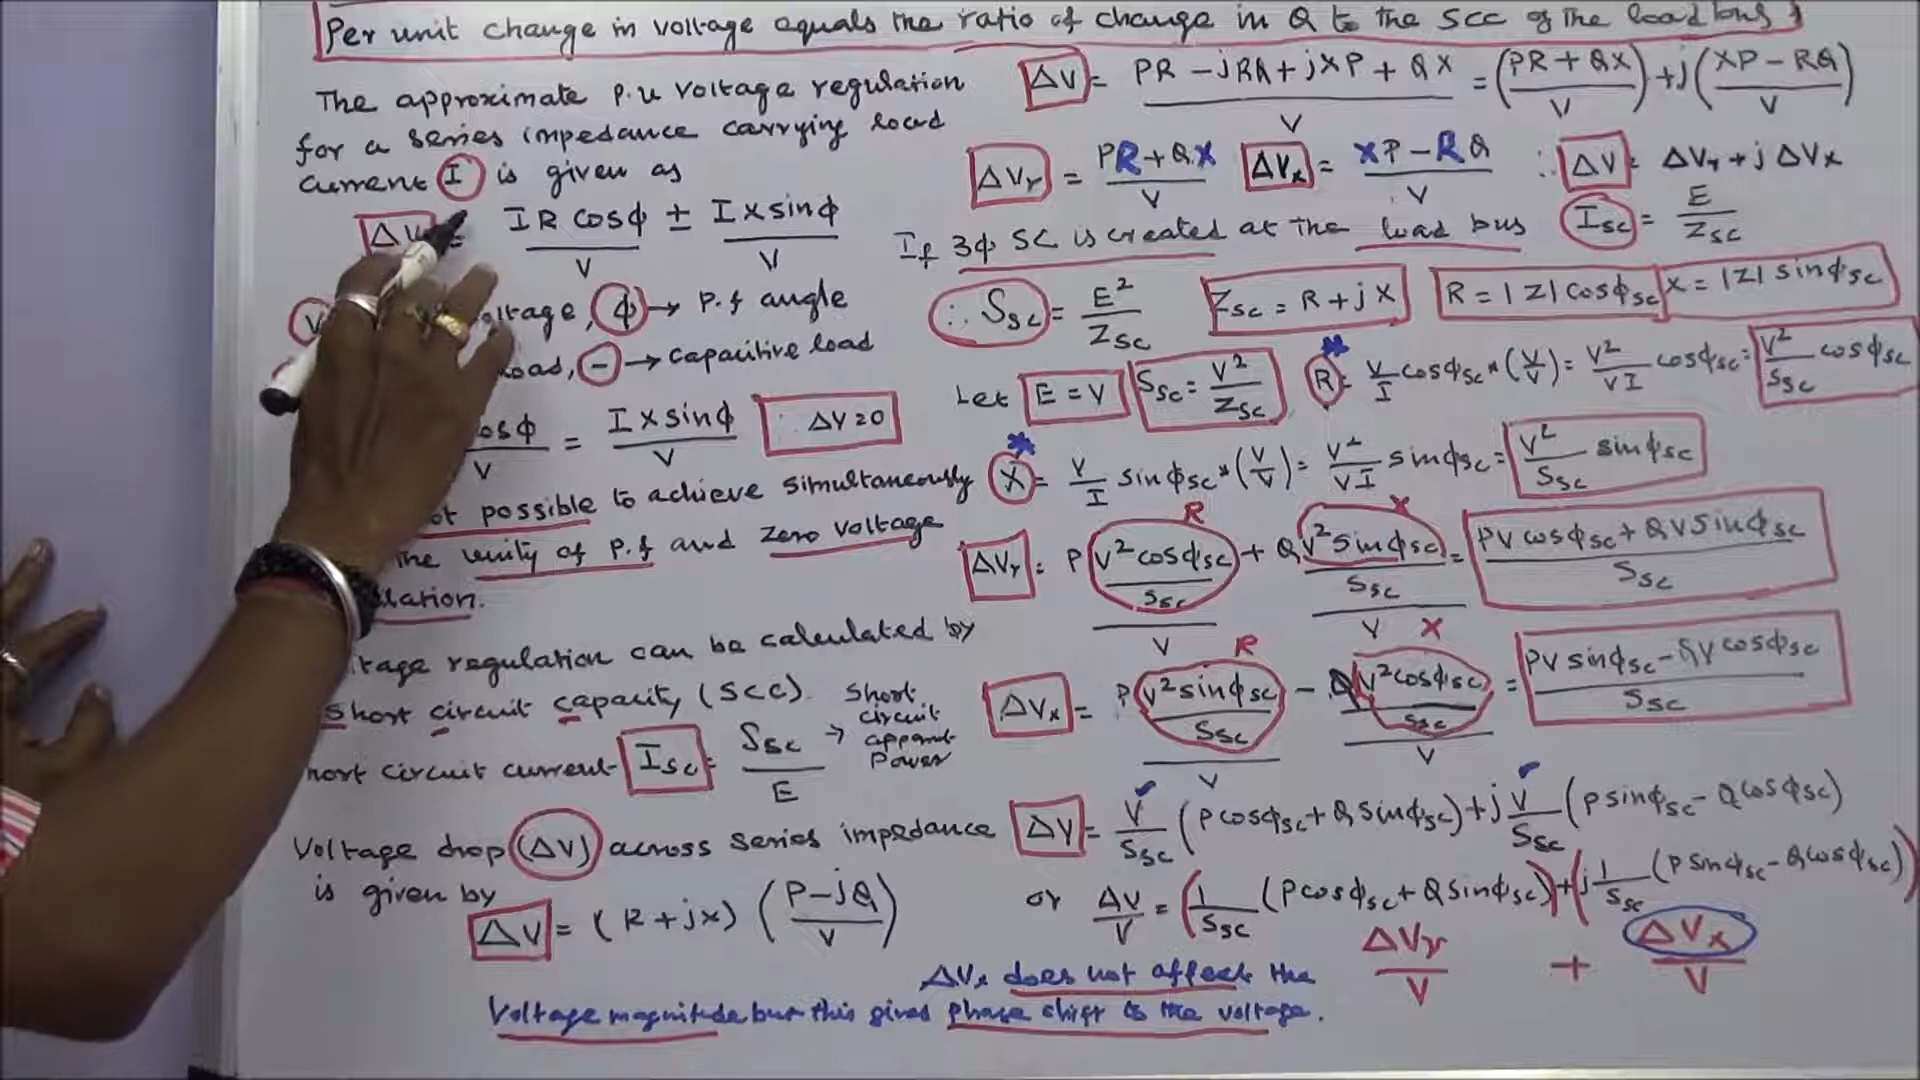 Per unit change in voltage equals the ratio of change in Q to the SCC of the load bus
The approximate p.u voltage regulation
for a series impedance carrying load
current I is given as
ΔV = IR cosϕ / V ± IX sinϕ / V
V oltage, ϕ → p.f angle
oad, - → capacitive load
osϕ / V = IX sinϕ / V ∴ ΔV=0
ot possible to achieve simultaneously
the unity of p.f and zero voltage
lation.
tage regulation can be calculated by
short circuit capacity (SCC).
hort circuit current Isc = Ssc / E → short circuit apparent power
Voltage drop (ΔV) across series impedance
is given by
ΔV = (R+jx) (P-jQ / V)
ΔV = PR - jRQ + jXP + QX / V = (PR + QX / V) + j(XP - RQ / V)
ΔVr = PR+QX / V ΔVx = XP-RQ / V ∴ ΔV = ΔVr + jΔVx
If 3ϕ SC is created at the load bus Isc = E / Zsc
∴ Ssc = E² / Zsc Zsc = R + jX R = |Z| cosϕsc X = |Z| sinϕsc
Let E = V Ssc = V² / Zsc R = V/I cosϕsc * (V/V) = V² / VI cosϕsc = V² / Ssc cosϕsc
X = V/I sinϕsc * (V/V) = V² / VI sinϕsc = V² / Ssc sinϕsc
R X
ΔVr = P V² cosϕsc / Ssc / V + Q V² sinϕsc / Ssc / V = PV cosϕsc + QV sinϕsc / Ssc
R X
ΔVx = P V² sinϕsc / Ssc / V - Q V² cosϕsc / Ssc / V = PV sinϕsc - QV cosϕsc / Ssc
ΔV = V / Ssc (P cosϕsc + Q sinϕsc) + j V / Ssc (P sinϕsc - Q cosϕsc)
or ΔV / V = (1 / Ssc (P cosϕsc + Q sinϕsc)) + (j 1 / Ssc (P sinϕsc - Q cosϕsc))
ΔVr / V + ΔVx / V
ΔVx does not affect the
voltage magnitude but this gives phase shift to the voltage.